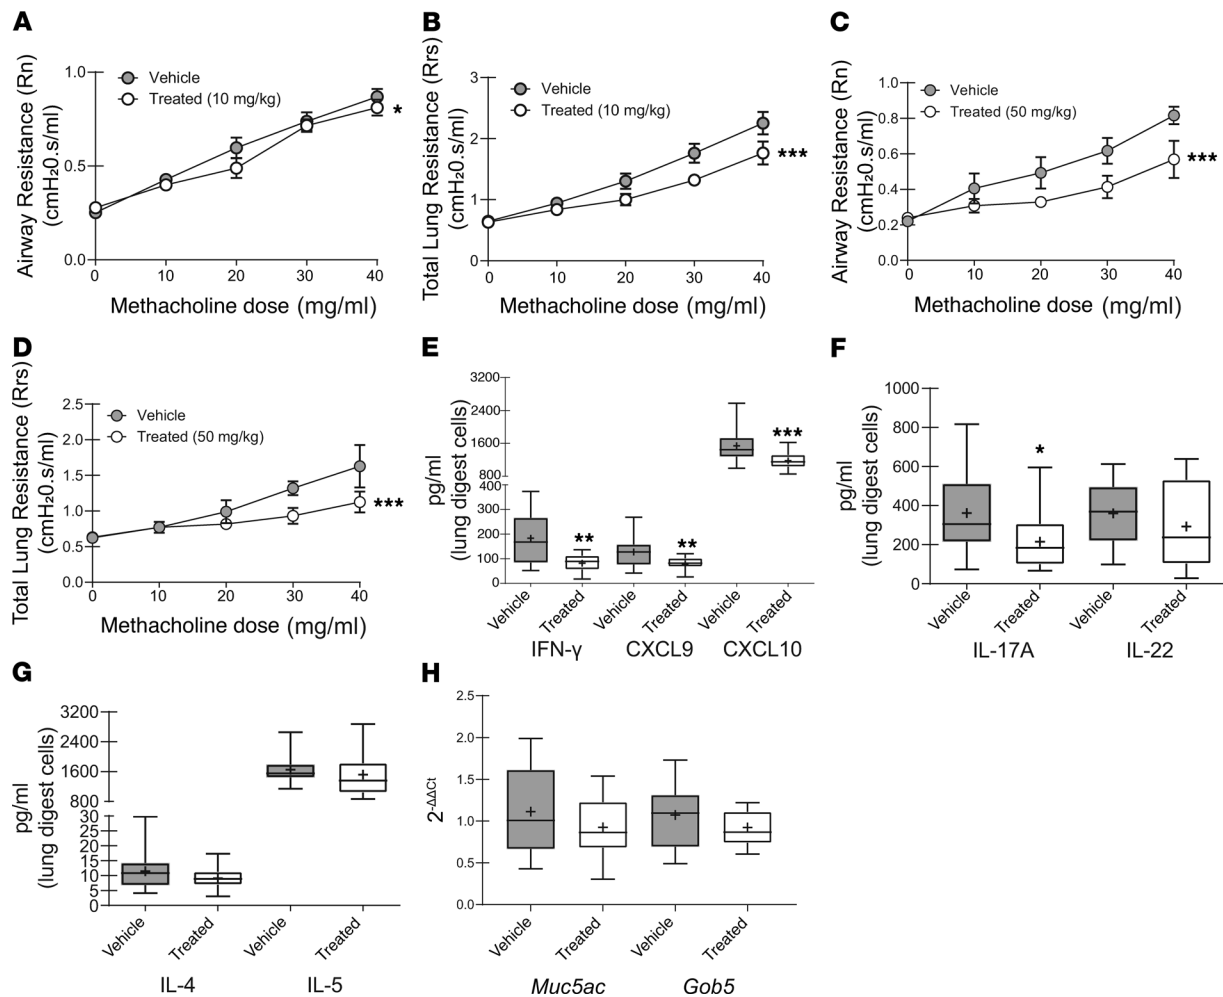 A
Airway Resistance (Rn)
(cmH₂0.s/ml)
1.0
0.5
0.0
Vehicle
Treated (10 mg/kg)
*
0 10 20 30 40
Methacholine dose (mg/ml)
B
Total Lung Resistance (Rrs)
(cmH₂0.s/ml)
3
2
1
0
Vehicle
Treated (10 mg/kg)
***
0 10 20 30 40
Methacholine dose (mg/ml)
C
Airway Resistance (Rn)
(cmH₂0.s/ml)
1.0
0.8
0.6
0.4
0.2
0.0
Vehicle
Treated (50 mg/kg)
***
0 10 20 30 40
Methacholine dose (mg/ml)
D
Total Lung Resistance (Rrs)
(cmH₂0.s/ml)
2.5
2.0
1.5
1.0
0.5
0.0
Vehicle
Treated (50 mg/kg)
***
0 10 20 30 40
Methacholine dose (mg/ml)
E
pg/ml
(lung digest cells)
3200
2400
1600
800
400
300
200
100
0
** ** ***
Vehicle Treated Vehicle Treated Vehicle Treated
IFN-γ CXCL9 CXCL10
F
pg/ml
(lung digest cells)
1000
800
600
400
200
0
*
Vehicle Treated Vehicle Treated
IL-17A IL-22
G
pg/ml
(lung digest cells)
3200
2400
1600
800
30
25
20
15
10
5
0
Vehicle Treated Vehicle Treated
IL-4 IL-5
H
2-ΔΔCt
2.5
2.0
1.5
1.0
0.5
0.0
Vehicle Treated Vehicle Treated
Muc5ac Gob5